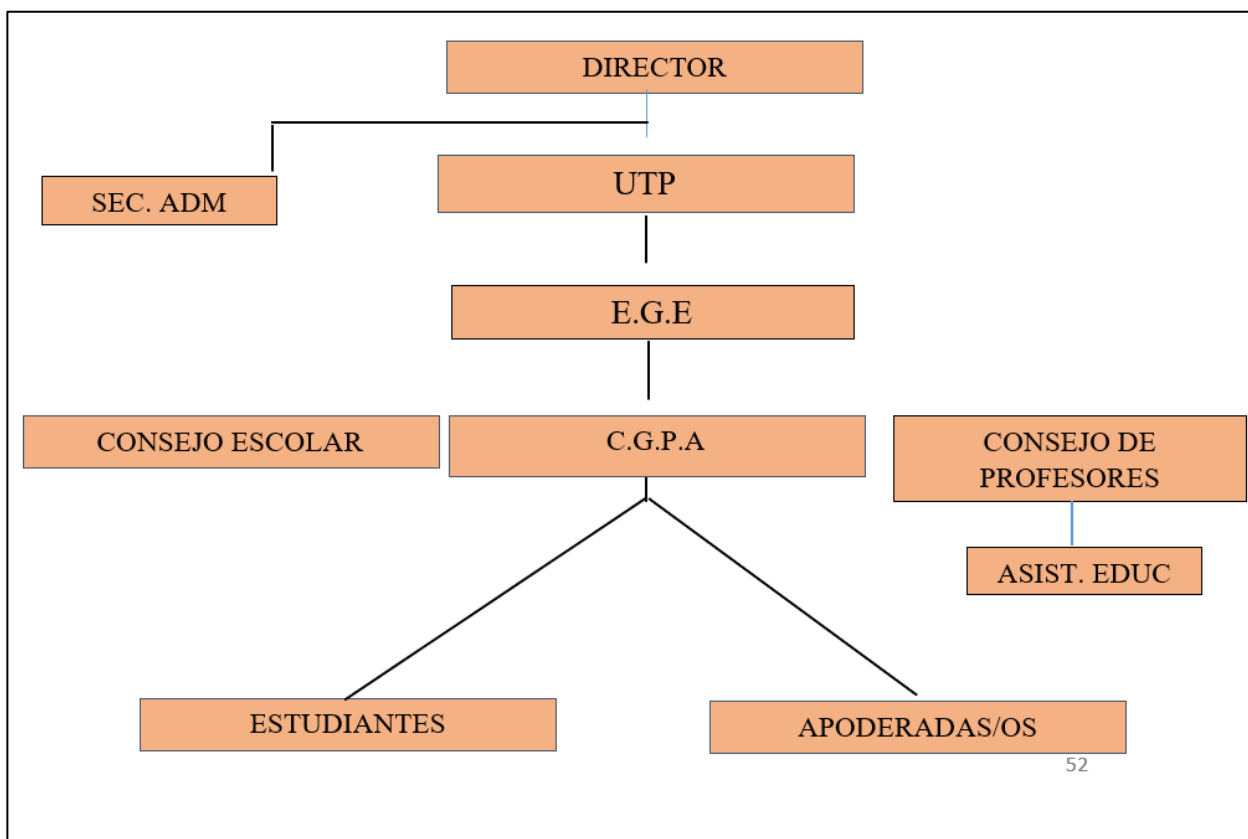 DIRECTOR
UTP
SEC. ADM
E.G.E
CONSEJO ESCOLAR
C.G.P.A
CONSEJO DE
PROFESORES
ASIST. EDUC
ESTUDIANTES
APODERADAS/OS
52